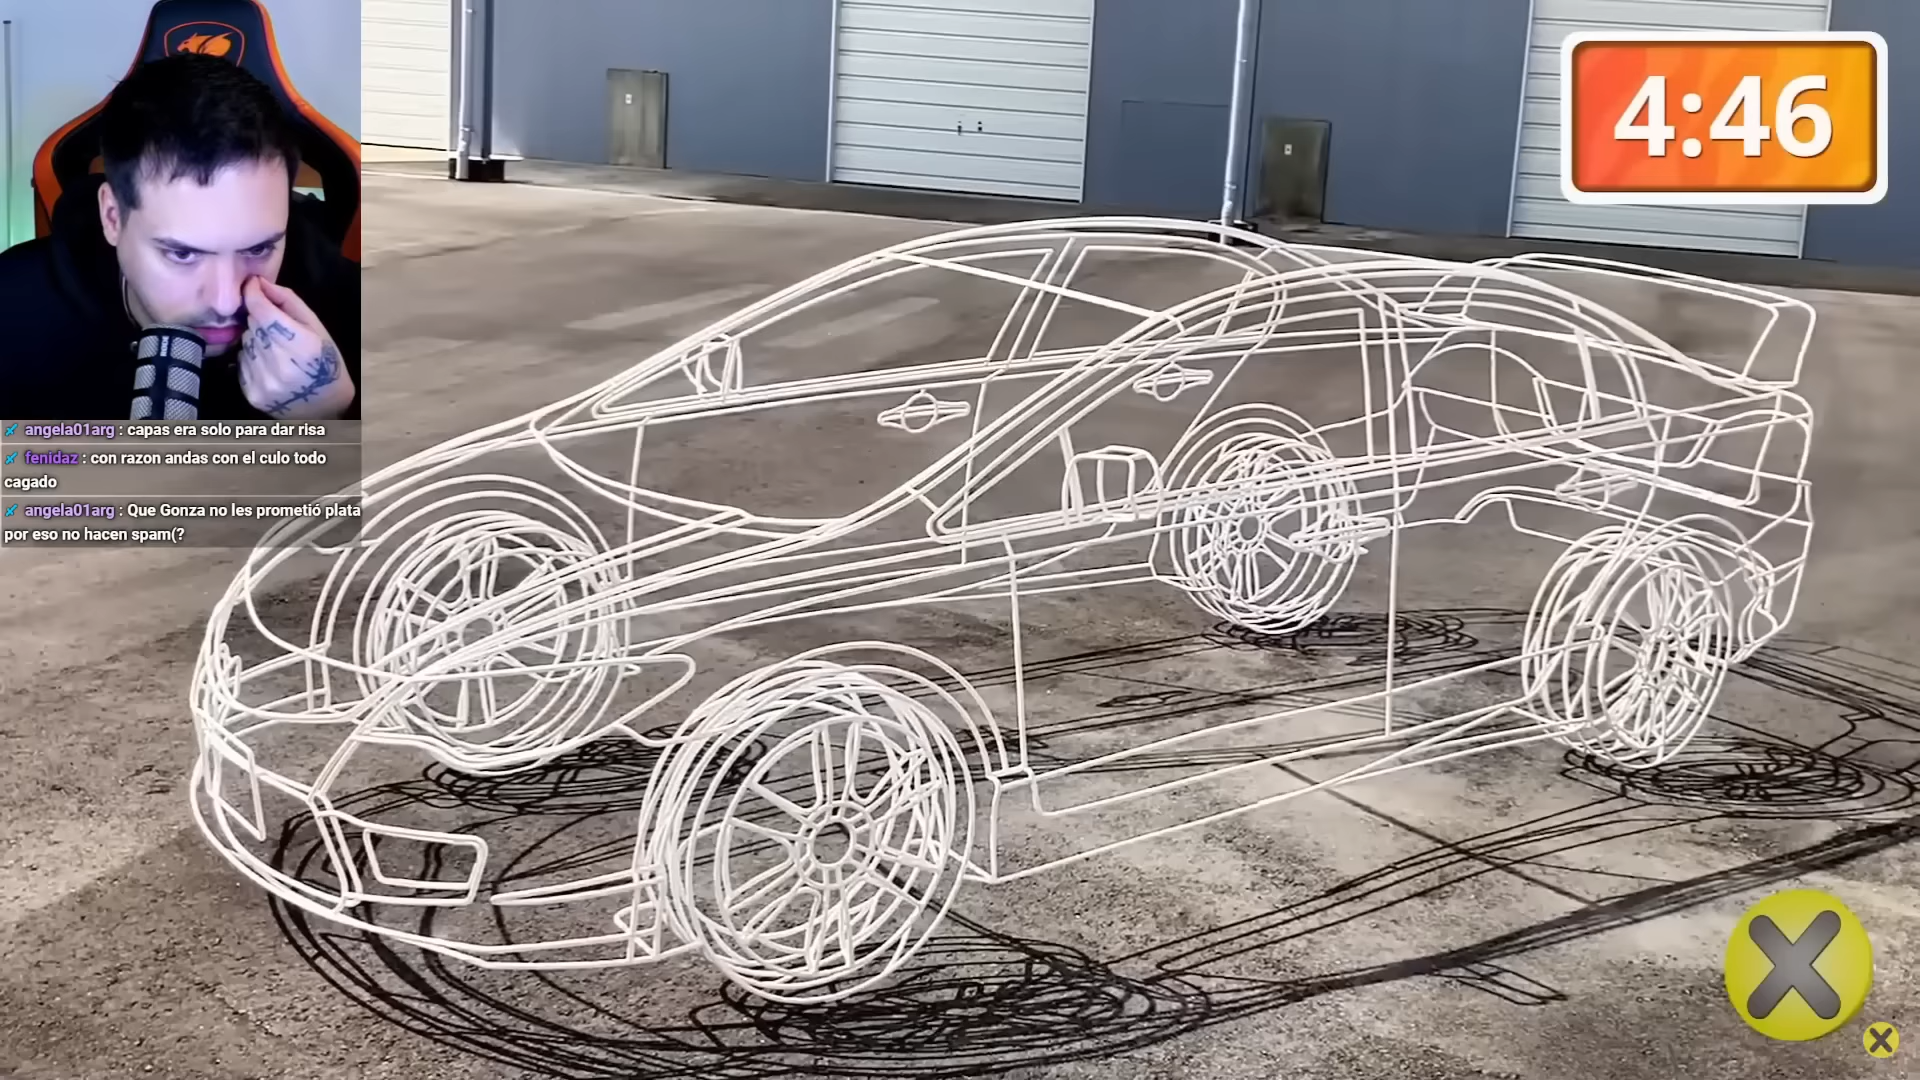 4:46
angela01arg : capas era solo para dar risa
fenidaz : con razon andas con el culo todo
cagado
angela01arg : Que Gonza no les prometió plata
por eso no hacen spam(?